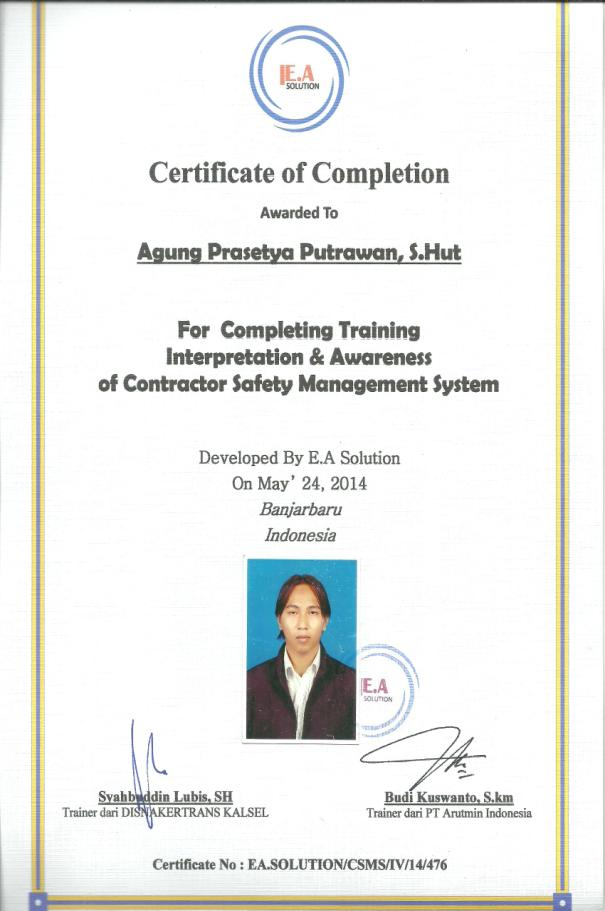 E.A
SOLUTION
Certificate of Completion
Awarded To
Agung Prasetya Putrawan, S.Hut
For Completing Training
Interpretation & Awareness
of Contractor Safety Management System
Developed By E.A Solution
On May' 24, 2014
Banjarbaru
Indonesia
E.A
SOLUTION
Syahbuddin Lubis, SH
Trainer dari DISNAKERTRANS KALSEL
Budi Kuswanto, S.km
Trainer dari PT Arutmin Indonesia
Certificate No : EA.SOLUTION/CSMS/IV/14/476